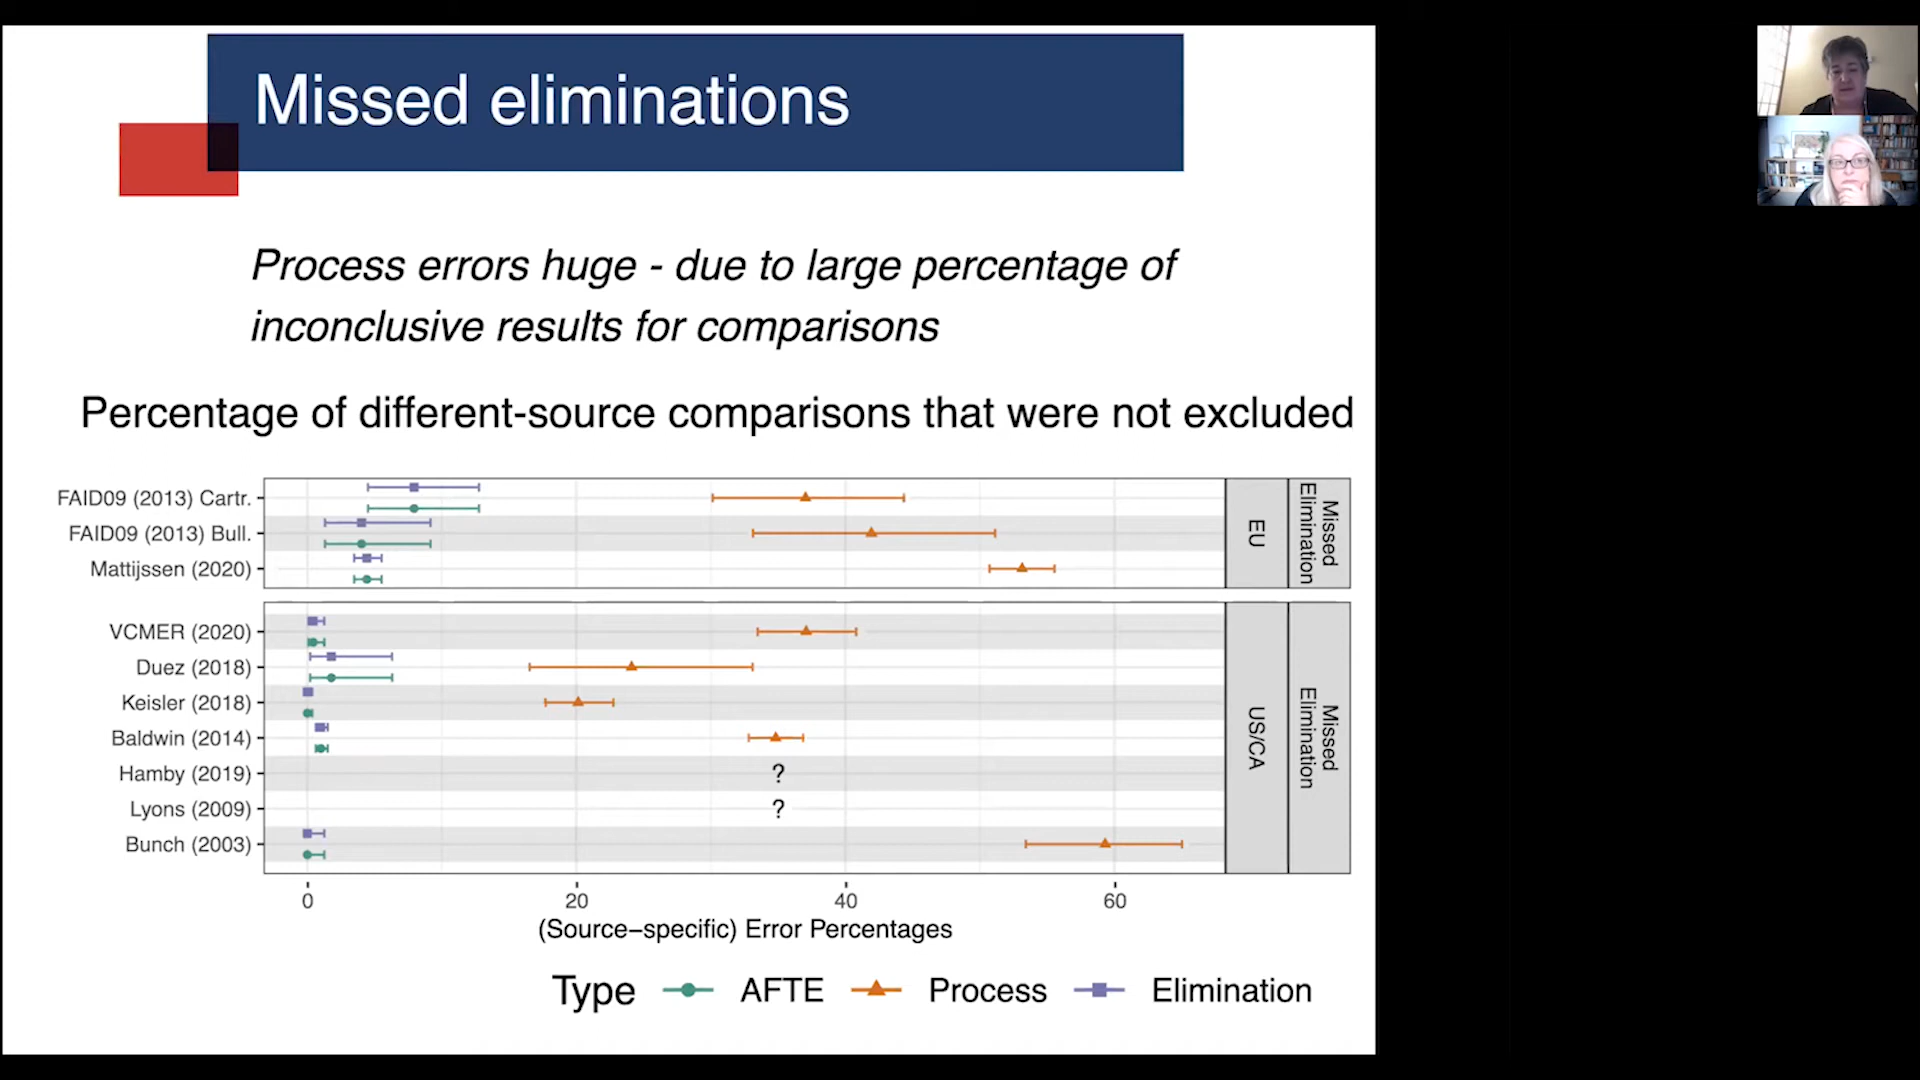 Missed eliminations
Process errors huge - due to large percentage of
inconclusive results for comparisons
Percentage of different-source comparisons that were not excluded
FAID09 (2013) Cartr.
FAID09 (2013) Bull.
Mattijssen (2020)
EU
Missed
Elimination
VCMER (2020)
Duez (2018)
Keisler (2018)
Baldwin (2014)
Hamby (2019) ?
Lyons (2009) ?
Bunch (2003)
US/CA
Missed
Elimination
0 20 40 60
(Source−specific) Error Percentages
Type AFTE Process Elimination